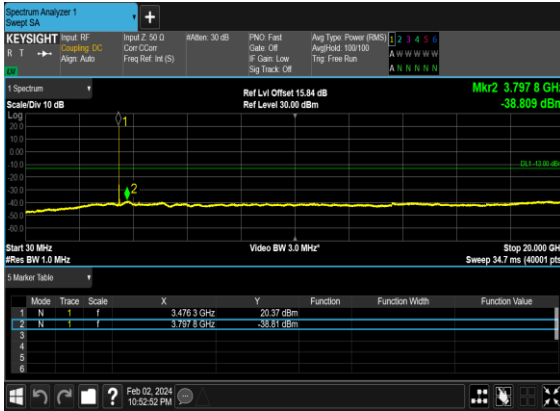 Spectrum Analyzer 1
Swept SA
+
KEYSIGHT Input: RF Input Z: 50 Ω #Atten: 30 dB PNO: Fast Avg Type: Power (RMS) 1 2 3 4 5 6
R T Coupling: DC Corr CCorr Gate: Off Avg|Hold: 100/100 A W W W W W
Align: Auto Freq Ref: Int (S) IF Gain: Low Trig: Free Run
Sig Track: Off A N N N N N
1 Spectrum Ref Lvl Offset 15.84 dB Mkr2 3.797 8 GHz
Scale/Div 10 dB Ref Level 30.00 dBm -38.809 dBm
Log
20.0
10.0
0.00
-10.0
-20.0
-30.0
-40.0
-50.0
-60.0
1
2
DL1 -13.00 dBm
Start 30 MHz Video BW 3.0 MHz* Stop 20.000 GH
#Res BW 1.0 MHz Sweep 34.7 ms (40001 pts
5 Marker Table
Mode Trace Scale X Y Function Function Width Function Value
1 N 1 f 3.476 3 GHz 20.37 dBm
2 N 1 f 3.797 8 GHz -38.81 dBm
3
4
5
6
? Feb 02, 2024
10:52:52 PM